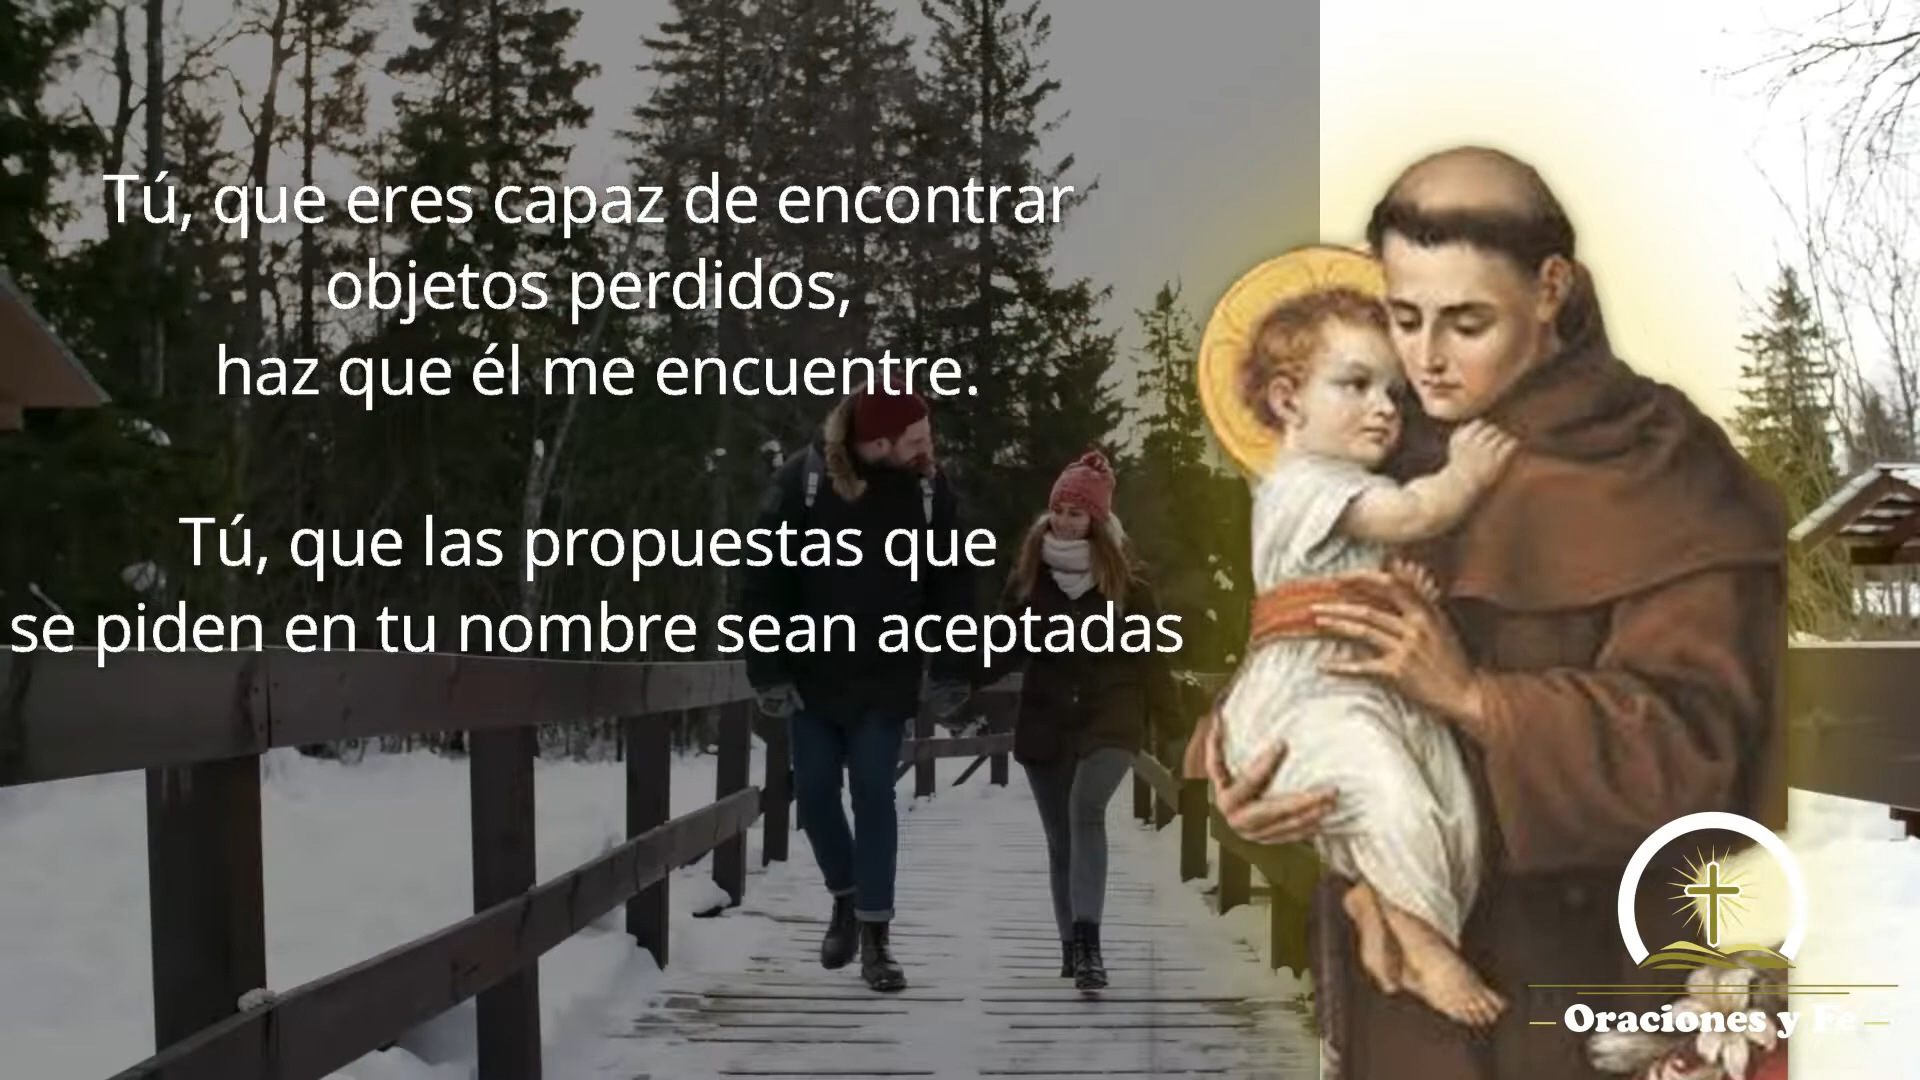 Tú, que eres capaz de encontrar
objetos perdidos,
haz que él me encuentre.
Tú, que las propuestas que
se piden en tu nombre sean aceptadas
Oraciones y Fe